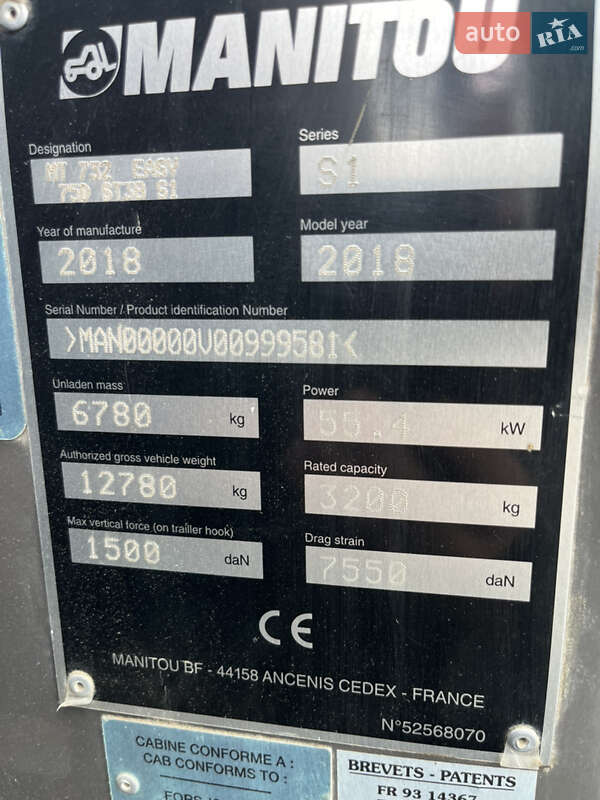 MANITOU
auto RIA.com
Designation
Series
MT 732 EASY
75D ST3B S1
S1
Year of manufacture
Model year
2018
2018
Serial Number / Product identification Number
>MAN00000V00999581<
Unladen mass
Power
6780 kg
55.4 kW
Authorized gross vehicle weight
Rated capacity
12780 kg
3200 kg
Max vertical force (on trailler hook)
Drag strain
1500 daN
7550 daN
CE
MANITOU BF - 44158 ANCENIS CEDEX - FRANCE
N°52568070
CABINE CONFORME A :
CAB CONFORMS TO :
BREVETS - PATENTS
FR 93 14367